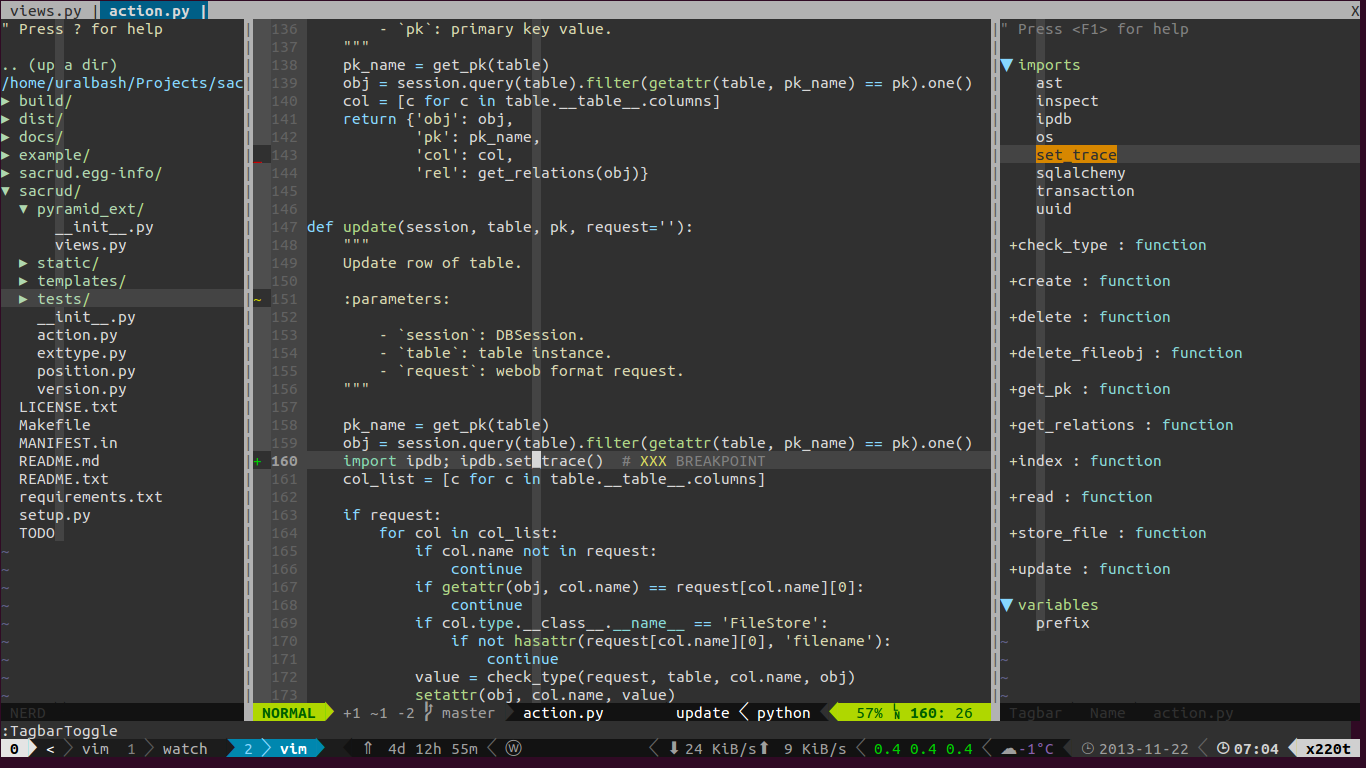 views.py | action.py | X
" Press ? for help
.. (up a dir)
/home/uralbash/Projects/sac
▶ build/
▶ dist/
▶ docs/
▶ example/
▶ sacrud.egg-info/
▼ sacrud/
▼ pyramid_ext/
__init__.py
views.py
▶ static/
▶ templates/
▶ tests/
__init__.py
action.py
exttype.py
position.py
version.py
LICENSE.txt
Makefile
MANIFEST.in
README.md
README.txt
requirements.txt
setup.py
TODO
~
~
~
~
~
~
~
~
~
NERD
136         - `pk`: primary key value.
137     """
138     pk_name = get_pk(table)
139     obj = session.query(table).filter(getattr(table, pk_name) == pk).one()
140     col = [c for c in table.__table__.columns]
141     return {'obj': obj,
142             'pk': pk_name,
_ 143             'col': col,
144             'rel': get_relations(obj)}
145
146
147 def update(session, table, pk, request=''):
148     """
149     Update row of table.
150
~ 151     :parameters:
152
153         - `session`: DBSession.
154         - `table`: table instance.
155         - `request`: webob format request.
156     """
157
158     pk_name = get_pk(table)
159     obj = session.query(table).filter(getattr(table, pk_name) == pk).one()
+ 160     import ipdb; ipdb.set_trace()  # XXX BREAKPOINT
161     col_list = [c for c in table.__table__.columns]
162
163     if request:
164         for col in col_list:
165             if col.name not in request:
166                 continue
167             if getattr(obj, col.name) == request[col.name][0]:
168                 continue
169             if col.type.__class__.__name__ == 'FileStore':
170                 if not hasattr(request[col.name][0], 'filename'):
171                     continue
172             value = check_type(request, table, col.name, obj)
173             setattr(obj, col.name, value)
NORMAL +1 ~1 -2 master action.py update python 57% 160: 26
" Press <F1> for help
▼ imports
ast
inspect
ipdb
os
set_trace
sqlalchemy
transaction
uuid
+check_type : function
+create : function
+delete : function
+delete_fileobj : function
+get_pk : function
+get_relations : function
+index : function
+read : function
+store_file : function
+update : function
▼ variables
prefix
~
~
~
~
Tagbar Name action.py
:TagbarToggle
0 < vim 1 watch 2 vim ⇑ 4d 12h 55m ⓦ ⬇ 24 KiB/s⬆ 9 KiB/s 0.4 0.4 0.4 ☁-1°C 2013-11-22 07:04 x220t